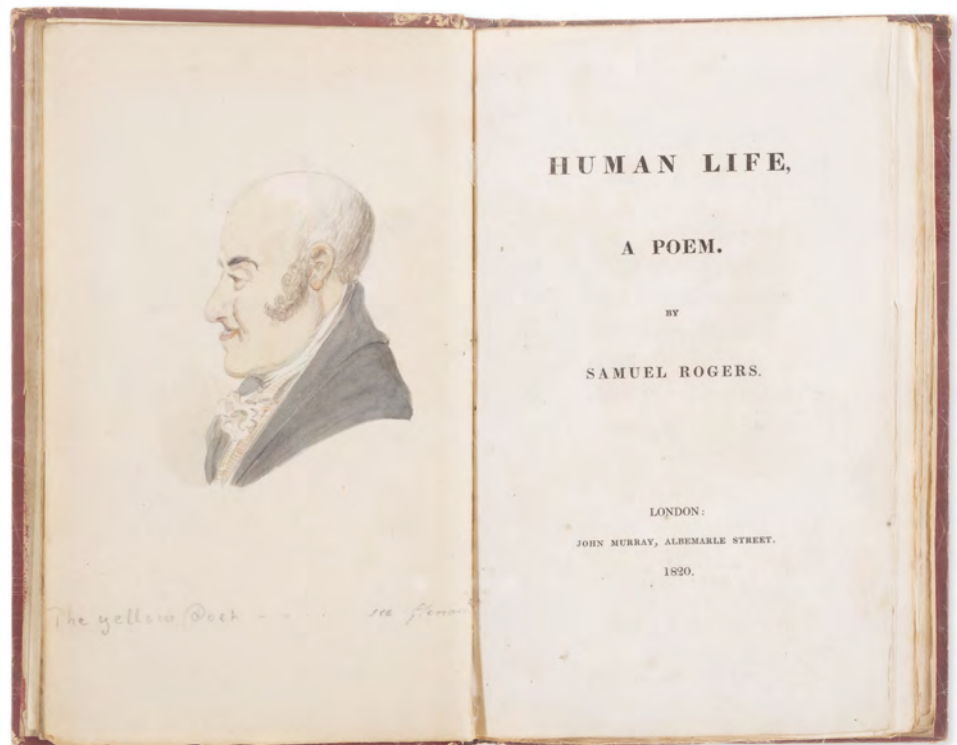 The yellow Poet - - . . . see
HUMAN LIFE,
A POEM.
BY
SAMUEL ROGERS.
LONDON:
JOHN MURRAY, ALBEMARLE STREET.
1820.